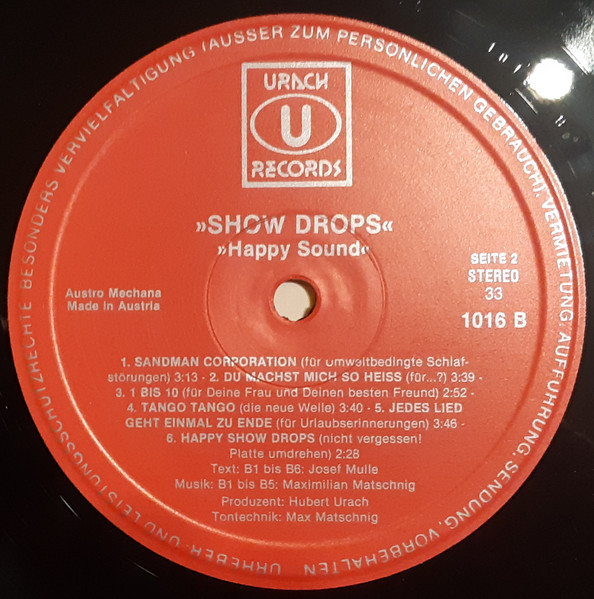 URHEBER- UND LEISTUNGSSCHUTZRECHTE BESONDERS VERVIELFÄLTIGUNG (AUSSER ZUM PERSÖNLICHEN GEBRAUCH), VERMIETUNG, AUFFÜHRUNG, SENDUNG, VORBEHALTEN
URACH
U
RECORDS
»SHOW DROPS«
»Happy Sound«
SEITE 2
STEREO
33
1016 B
Austro Mechana
Made in Austria
1. SANDMAN CORPORATION (für umweltbedingte Schlaf-
störungen) 3:13 - 2. DU MACHST MICH SO HEISS (für...?) 3:39 -
3. 1 BIS 10 (für Deine Frau und Deinen besten Freund) 2:52 -
4. TANGO TANGO (die neue Welle) 3:40 - 5. JEDES LIED
GEHT EINMAL ZU ENDE (für Urlaubserinnerungen) 3:46 -
6. HAPPY SHOW DROPS (nicht vergessen!
Platte umdrehen) 2:28
Text: B1 bis B6: Josef Mulle
Musik: B1 bis B5: Maximilian Matschnig
Produzent: Hubert Urach
Tontechnik: Max Matschnig